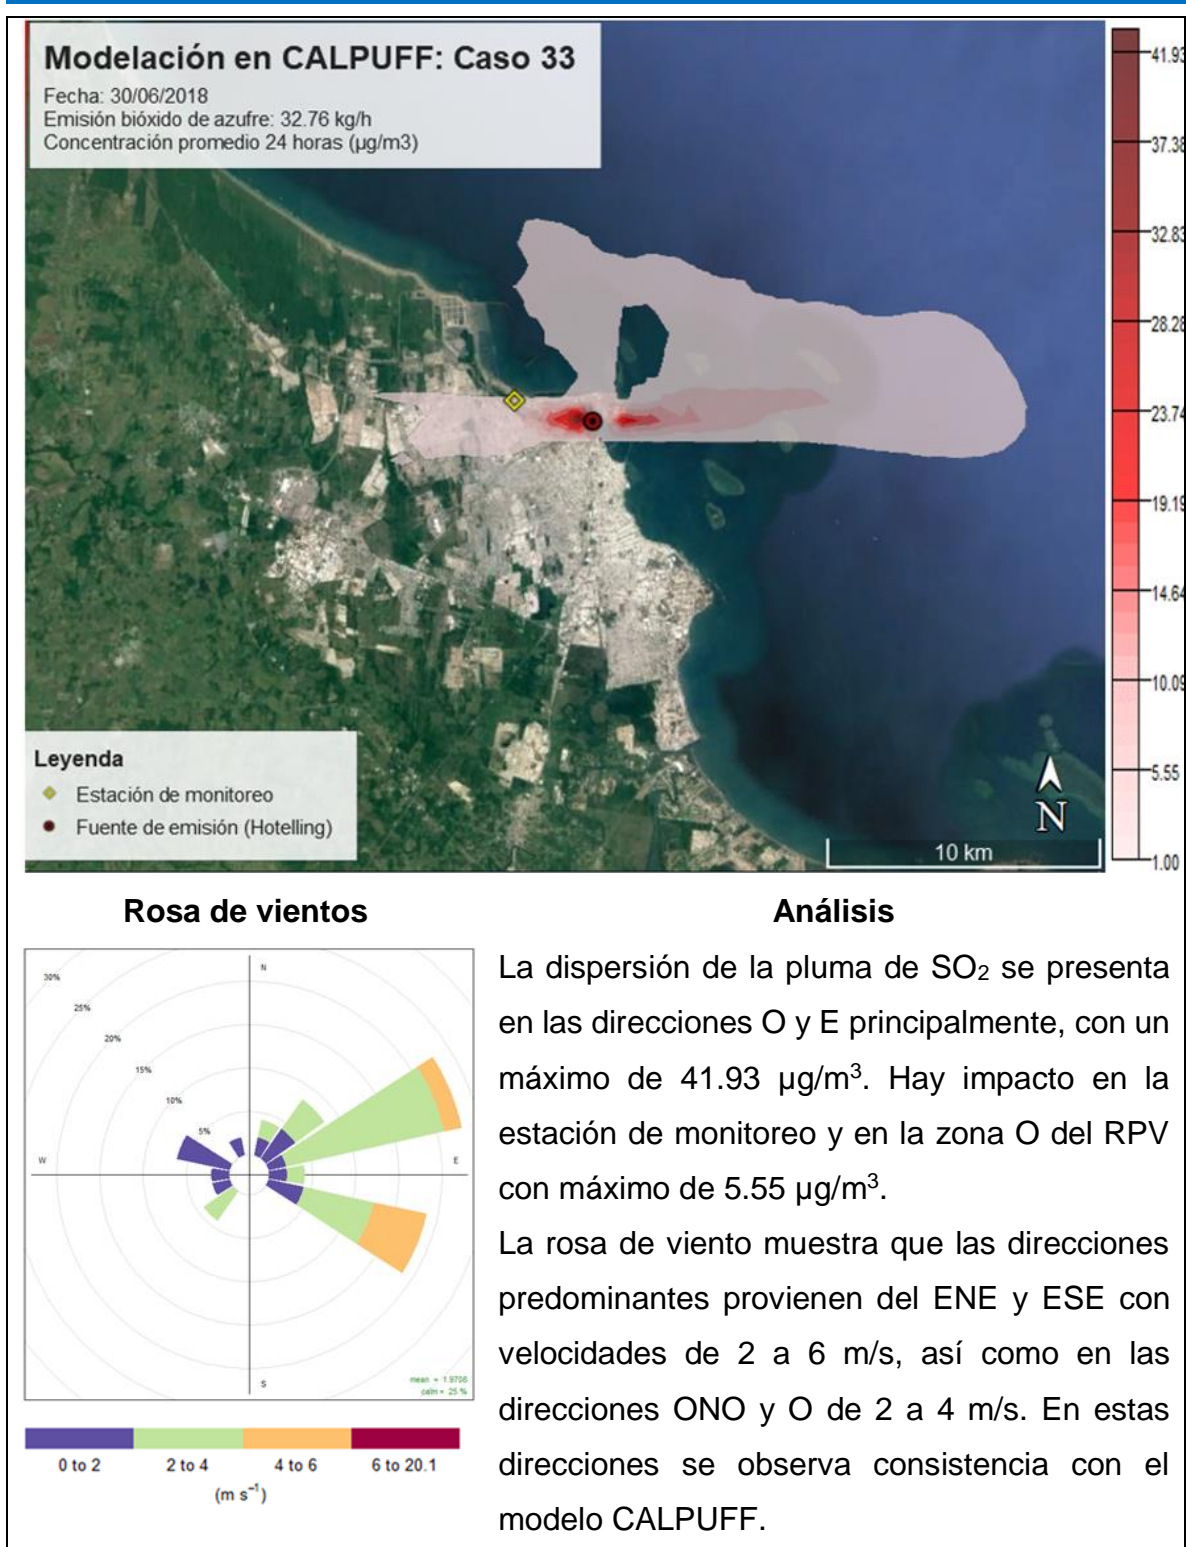 Modelación en CALPUFF: Caso 33
Fecha: 30/06/2018
Emisión bióxido de azufre: 32.76 kg/h
Concentración promedio 24 horas (µg/m3)
41.93
37.38
32.83
28.28
23.74
19.19
14.64
10.09
5.55
1.00
Leyenda
Estación de monitoreo
Fuente de emisión (Hotelling)
N
10 km
Rosa de vientos
30%
25%
20%
15%
10%
5%
N
W
E
S
mean = 1.9706
calm = 25 %
0 to 2
2 to 4
4 to 6
6 to 20.1
(m s⁻¹)
Análisis
La dispersión de la pluma de SO₂ se presenta
en las direcciones O y E principalmente, con un
máximo de 41.93 µg/m³. Hay impacto en la
estación de monitoreo y en la zona O del RPV
con máximo de 5.55 µg/m³.
La rosa de viento muestra que las direcciones
predominantes provienen del ENE y ESE con
velocidades de 2 a 6 m/s, así como en las
direcciones ONO y O de 2 a 4 m/s. En estas
direcciones se observa consistencia con el
modelo CALPUFF.